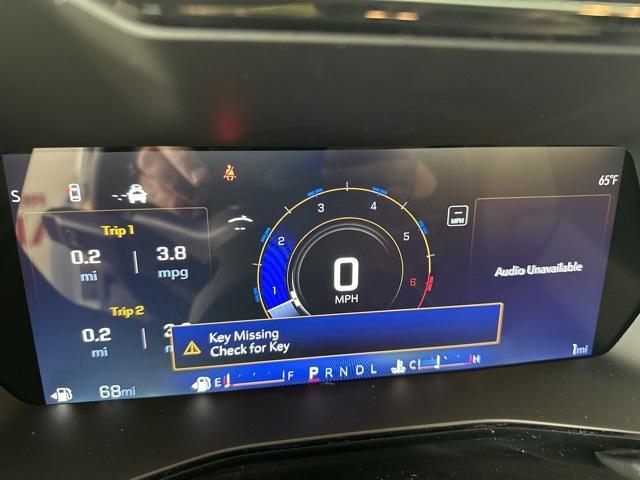 S
65°F
Trip 1
0.2 3.8
mi mpg
1 2 3 4 5 6
MPH
0
MPH
Audio Unavailable
Trip 2
0.2
mi
Key Missing
Check for Key
68mi
E F
P R N D L
C H
1mi